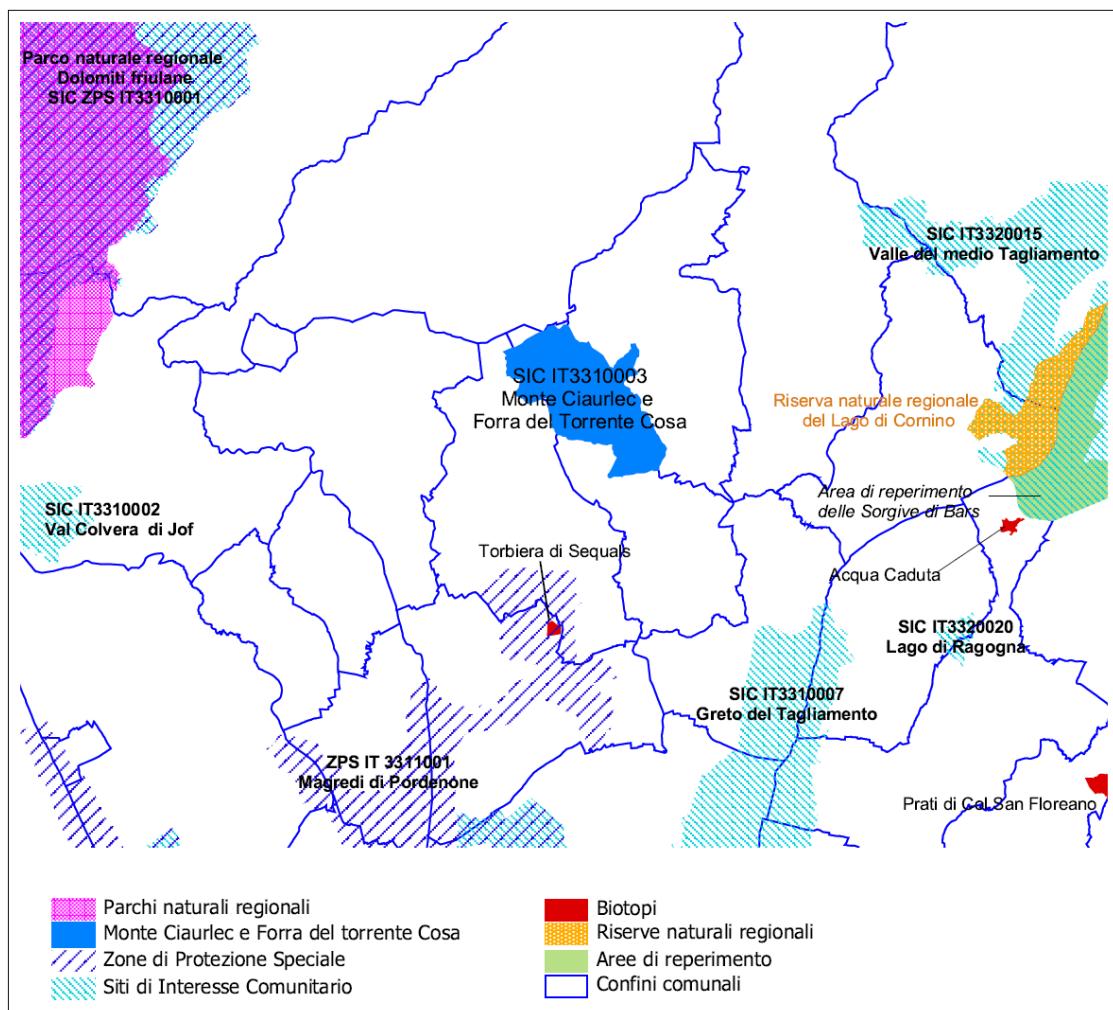 Parco naturale regionale
Dolomiti friulane
SIC ZPS IT3310001
SIC IT3320015
Valle del medio Tagliamento
SIC IT3310003
Monte Ciaurlec e
Forra del Torrente Cosa
Riserva naturale regionale
del Lago di Cornino
SIC IT3310002
Val Colvera di Jof
Area di reperimento
delle Sorgive di Bars
Torbiera di Sequals
Acqua Caduta
SIC IT3320020
Lago di Ragogna
SIC IT3310007
Greto del Tagliamento
ZPS IT 3311001
Magredi di Pordenone
Prati di Col San Floreano
Parchi naturali regionali
Monte Ciaurlec e Forra del torrente Cosa
Zone di Protezione Speciale
Siti di Interesse Comunitario
Biotopi
Riserve naturali regionali
Aree di reperimento
Confini comunali